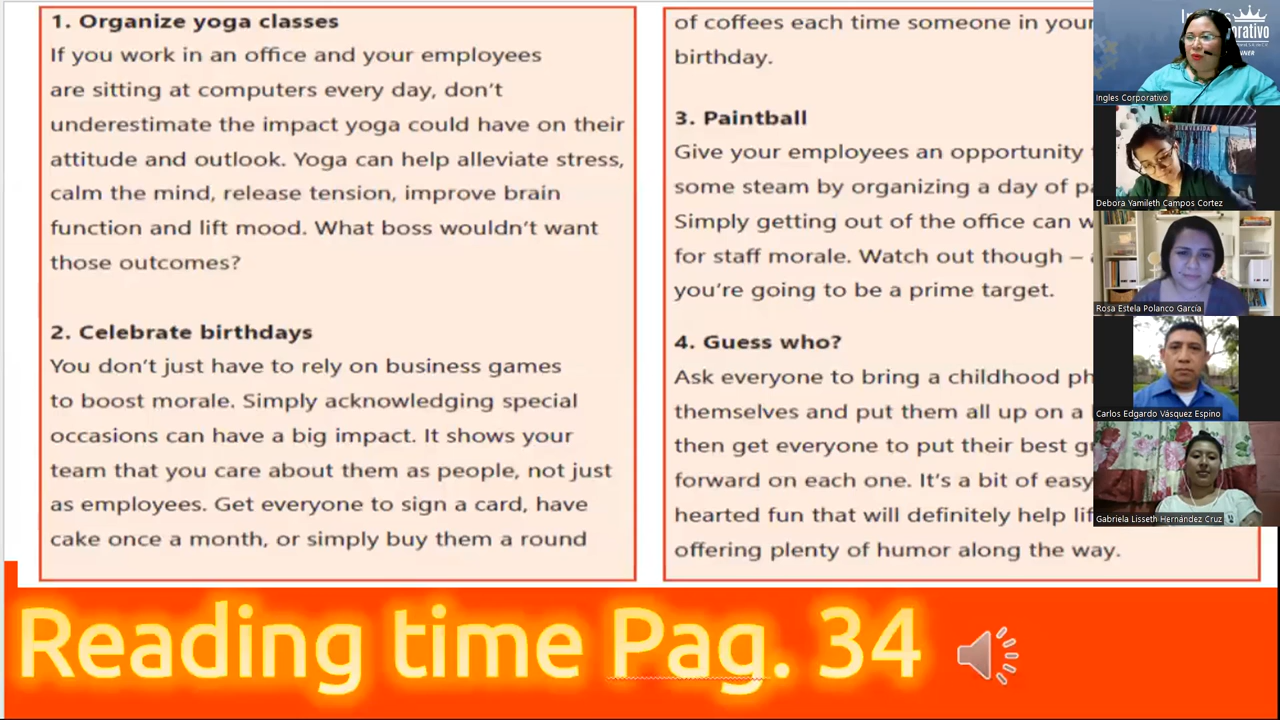 1. Organize yoga classes
If you work in an office and your employees
are sitting at computers every day, don't
underestimate the impact yoga could have on their
attitude and outlook. Yoga can help alleviate stress,
calm the mind, release tension, improve brain
function and lift mood. What boss wouldn't want
those outcomes?
2. Celebrate birthdays
You don't just have to rely on business games
to boost morale. Simply acknowledging special
occasions can have a big impact. It shows your
team that you care about them as people, not just
as employees. Get everyone to sign a card, have
cake once a month, or simply buy them a round
of coffees each time someone in your
birthday.
3. Paintball
Give your employees an opportunity
some steam by organizing a day of
Simply getting out of the office can
for staff morale. Watch out though –
you're going to be a prime target.
4. Guess who?
Ask everyone to bring a childhood
themselves and put them all up on a
then get everyone to put their best
forward on each one. It's a bit of easy
hearted fun that will definitely help
offering plenty of humor along the way.
Reading time Pag. 34
Ingles Corporativo
BIENVENIDA
Debora Yamileth Campos Cortez
Rosa Estela Polanco García
Carlos Edgardo Vásquez Espino
Gabriela Lisseth Hernández Cruz